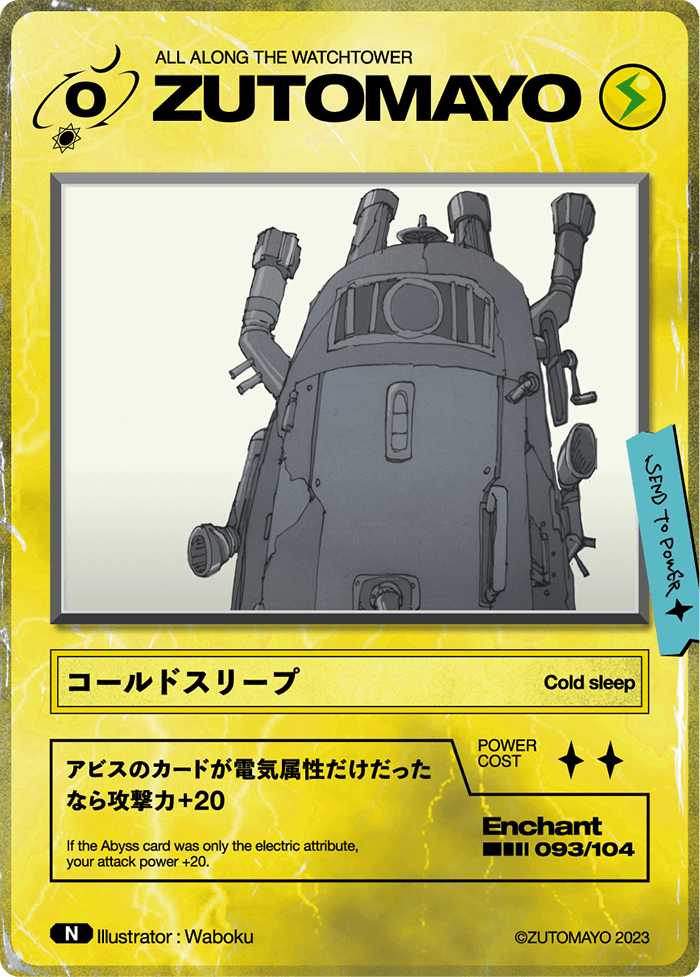 ALL ALONG THE WATCHTOWER
ZUTOMAYO
SEND TO POWER
コールドスリープ
Cold sleep
アビスのカードが電気属性だけだった
なら攻撃力+20
If the Abyss card was only the electric attribute,
your attack power +20.
POWER
COST
Enchant
093/104
N
Illustrator : Waboku
©ZUTOMAYO 2023